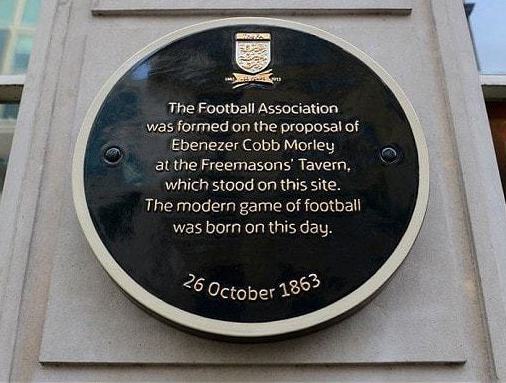 The Football Association
was formed on the proposal of
Ebenezer Cobb Morley
at the Freemasons' Tavern,
which stood on this site.
The modern game of football
was born on this day.
26 October 1863